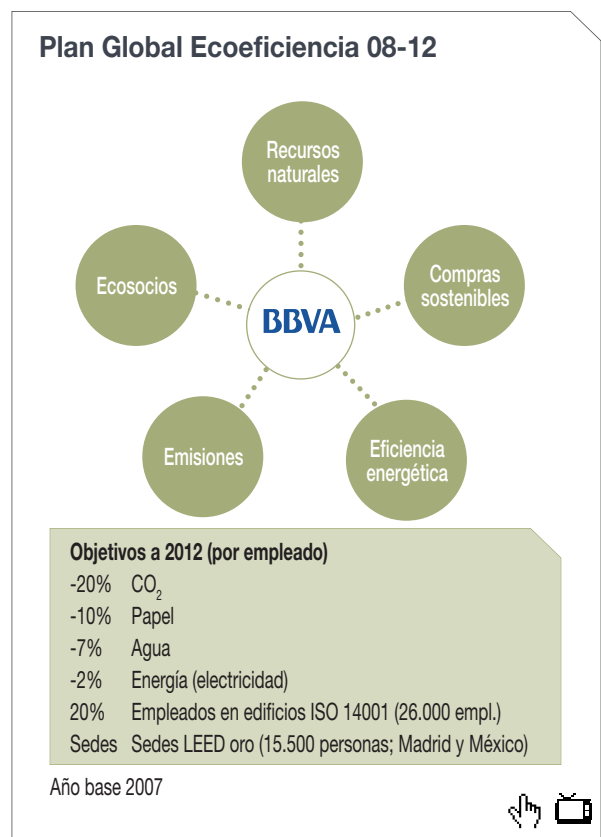 Plan Global Ecoeficiencia 08-12
Recursos
naturales
Ecosocios
Compras
sostenibles
BBVA
Emisiones
Eficiencia
energética
Objetivos a 2012 (por empleado)
-20% CO₂
-10% Papel
-7% Agua
-2% Energía (electricidad)
20% Empleados en edificios ISO 14001 (26.000 empl.)
Sedes Sedes LEED oro (15.500 personas; Madrid y México)
Año base 2007